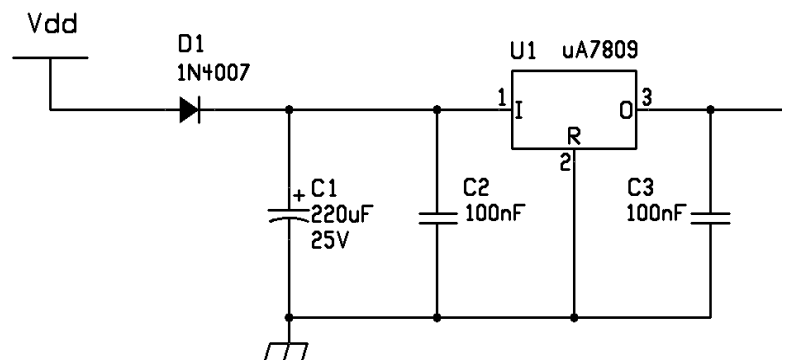 Vdd
D1
1N4007
U1 uA7809
1
I
O
3
R
2
+
C1
220uF
25V
C2
100nF
C3
100nF